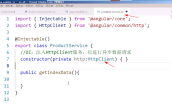 import { Injectable } from '@angular/core';
import { HttpClient } from '@angular/common/http';
@Injectable()
export class ProductService {
constructor(private http:HttpClient) { }
public getIndexData(){
}
}